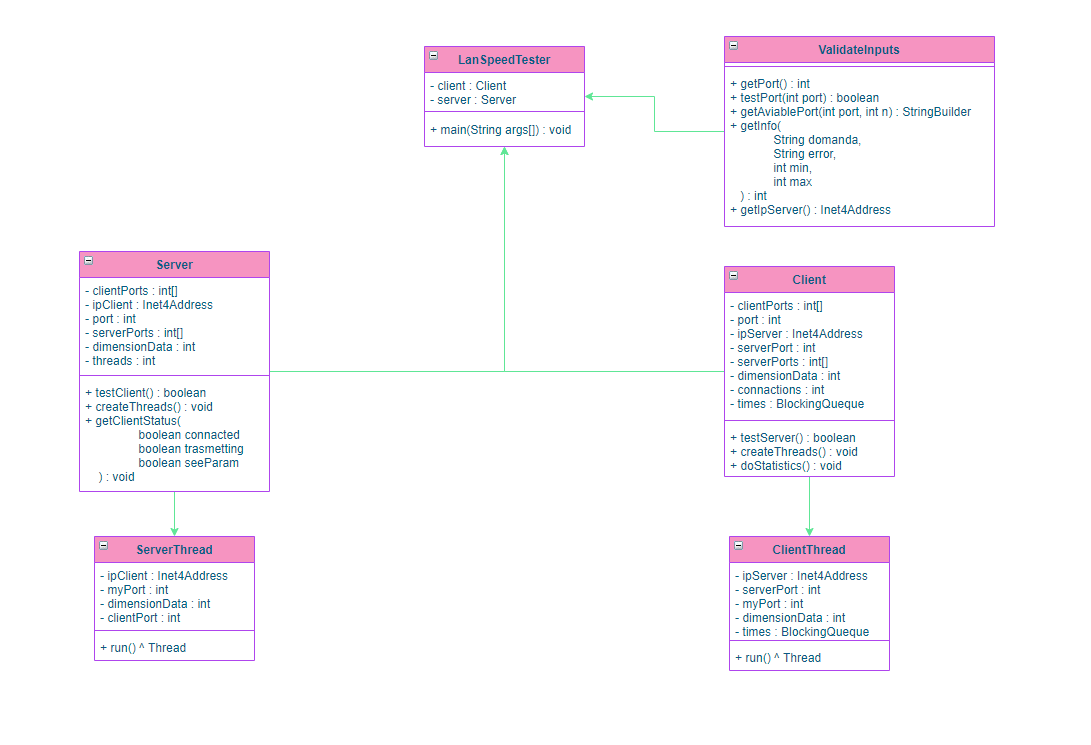 LanSpeedTester
- client : Client
- server : Server
+ main(String args[]) : void
ValidateInputs
+ getPort() : int
+ testPort(int port) : boolean
+ getAviablePort(int port, int n) : StringBuilder
+ getInfo(
String domanda,
String error,
int min,
int max
) : int
+ getIpServer() : Inet4Address
Server
- clientPorts : int[]
- ipClient : Inet4Address
- port : int
- serverPorts : int[]
- dimensionData : int
- threads : int
+ testClient() : boolean
+ createThreads() : void
+ getClientStatus(
boolean connacted
boolean trasmetting
boolean seeParam
) : void
Client
- clientPorts : int[]
- port : int
- ipServer : Inet4Address
- serverPort : int
- serverPorts : int[]
- dimensionData : int
- connactions : int
- times : BlockingQueque
+ testServer() : boolean
+ createThreads() : void
+ doStatistics() : void
ServerThread
- ipClient : Inet4Address
- myPort : int
- dimensionData : int
- clientPort : int
+ run() ^ Thread
ClientThread
- ipServer : Inet4Address
- serverPort : int
- myPort : int
- dimensionData : int
- times : BlockingQueque
+ run() ^ Thread